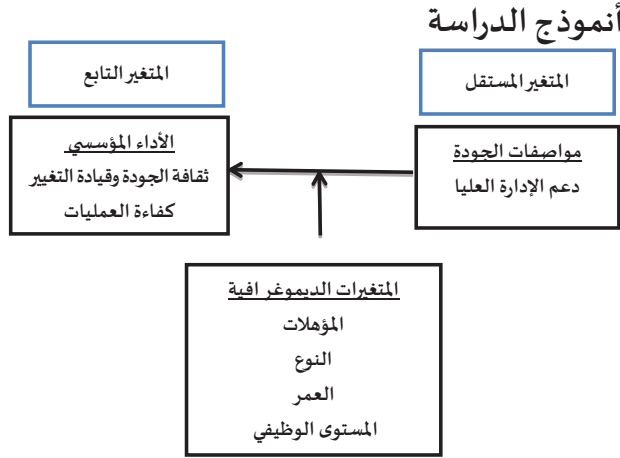 أنموذج الدراسة
المتغير المستقل
المتغير التابع
مواصفات الجودة
دعم الإدارة العليا
الأداء المؤسسي
ثقافة الجودة وقيادة التغيير
كفاءة العمليات
المتغيرات الديموغرافية
المؤهلات
النوع
العمر
المستوى الوظيفي